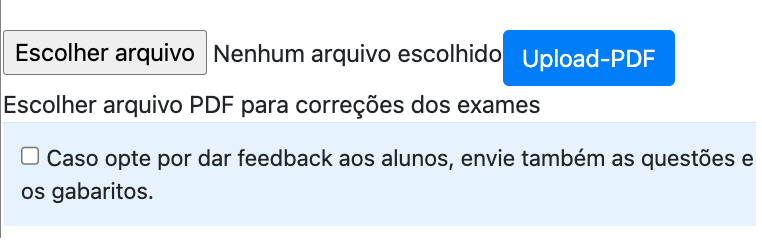 Escolher arquivo Nenhum arquivo escolhido Upload-PDF
Escolher arquivo PDF para correções dos exames
Caso opte por dar feedback aos alunos, envie também as questões e
os gabaritos.